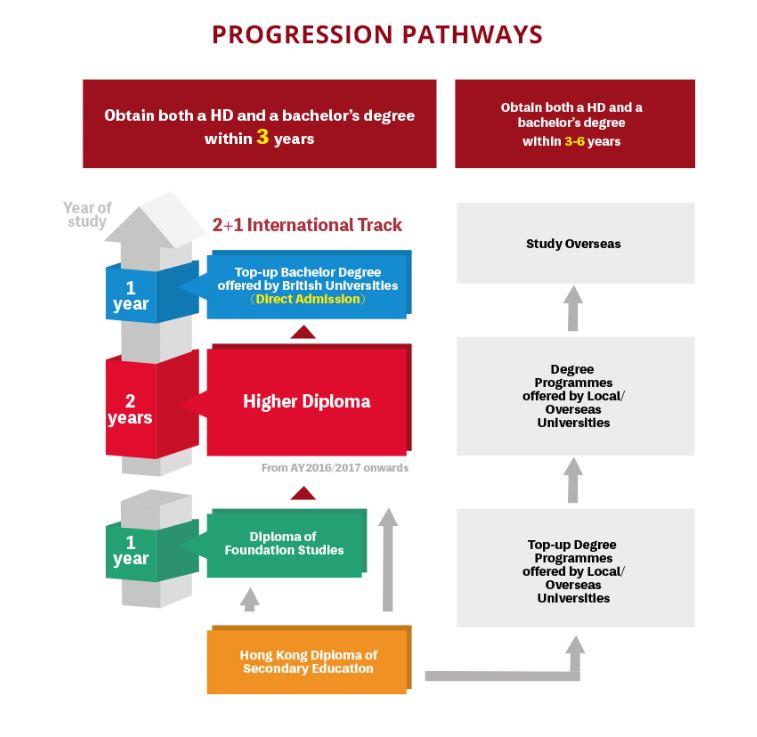 PROGRESSION PATHWAYS
Obtain both a HD and a bachelor's degree
within 3 years
Obtain both a HD and a
bachelor's degree
within 3-6 years
Year of
study
2+1 International Track
1
year
Top-up Bachelor Degree
offered by British Universities
(Direct Admission)
2
years
Higher Diploma
From AY2016/2017 onwards
1
year
Diploma of
Foundation Studies
Hong Kong Diploma of
Secondary Education
Study Overseas
Degree
Programmes
offered by Local/
Overseas
Universities
Top-up Degree
Programmes
offered by Local/
Overseas
Universities